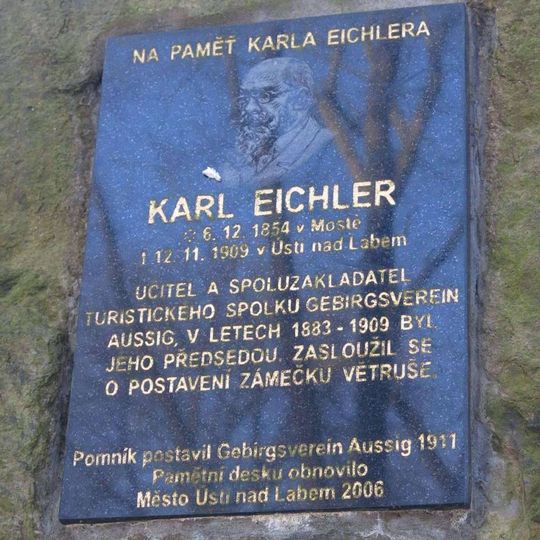 NA PAMĚŤ KARLA EICHLERA
KARL EICHLER
☆ 6. 12. 1854 v Mostě
† 12. 11. 1909 v Ústí nad Labem
UČITEL A SPOLUZAKLADATEL
TURISTICKÉHO SPOLKU GEBIRGSVEREIN
AUSSIG, V LETECH 1883 - 1909 BYL
JEHO PŘEDSEDOU. ZASLOUŽIL SE
O POSTAVENÍ ZÁMEČKU VĚTRUŠE.
Pomník postavil Gebirgsverein Aussig 1911
Pamětní desku obnovilo
Město Ústí nad Labem 2006